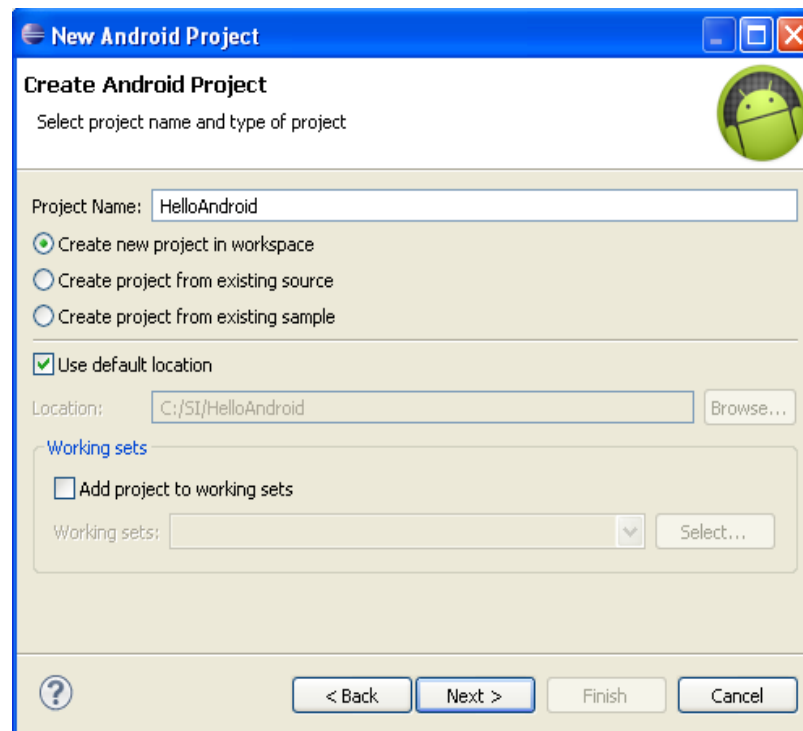 New Android Project
Create Android Project
Select project name and type of project
Project Name: HelloAndroid
Create new project in workspace
Create project from existing source
Create project from existing sample
Use default location
Location: C:/SI/HelloAndroid Browse...
Working sets
Add project to working sets
Working sets: Select...
? < Back Next > Finish Cancel